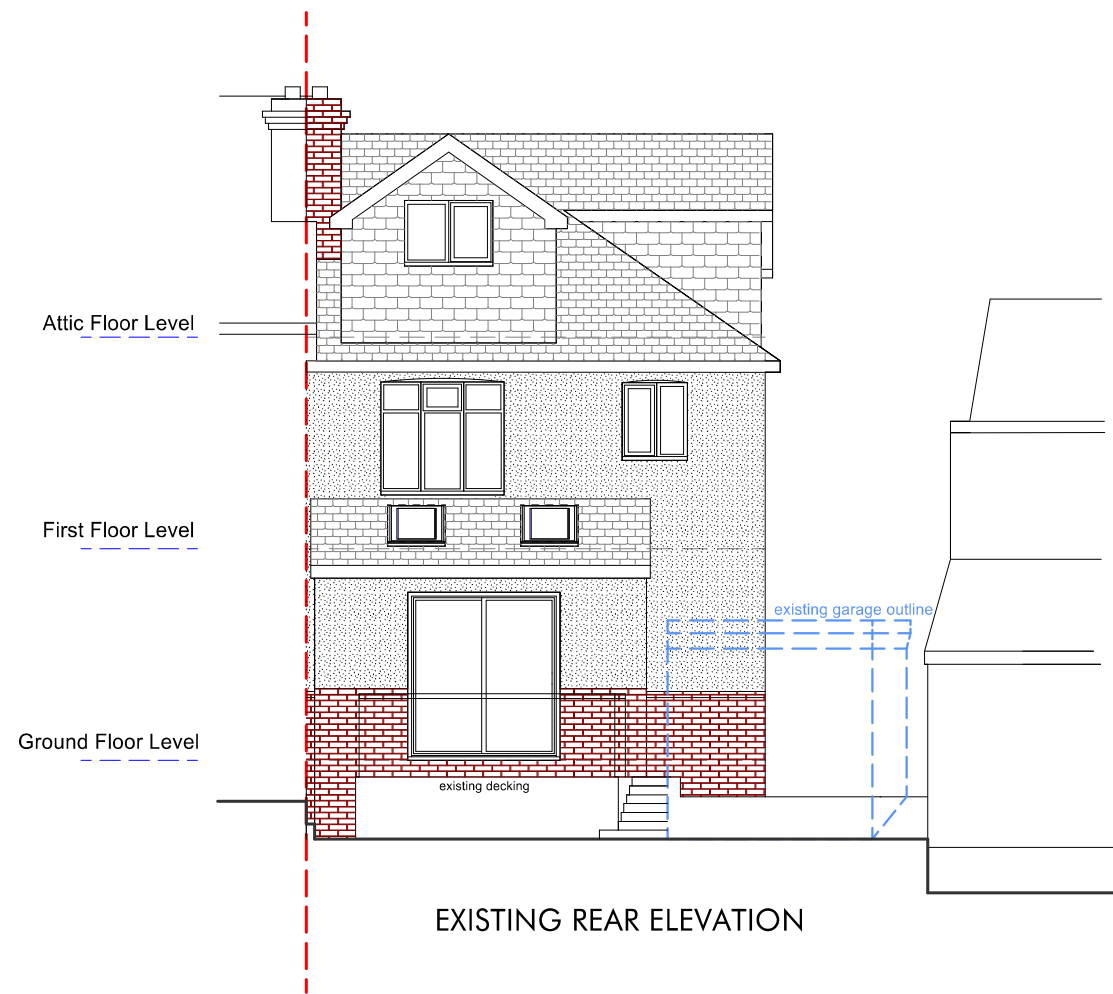 Attic Floor Level
First Floor Level
existing garage outline
Ground Floor Level
existing decking
EXISTING REAR ELEVATION